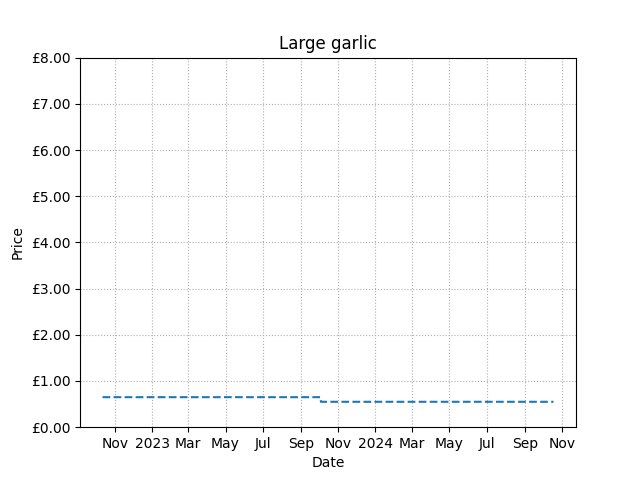 Large garlic
£8.00
£7.00
£6.00
£5.00
£4.00
£3.00
£2.00
£1.00
£0.00
Price
Nov 2023 Mar May Jul Sep Nov 2024 Mar May Jul Sep Nov
Date